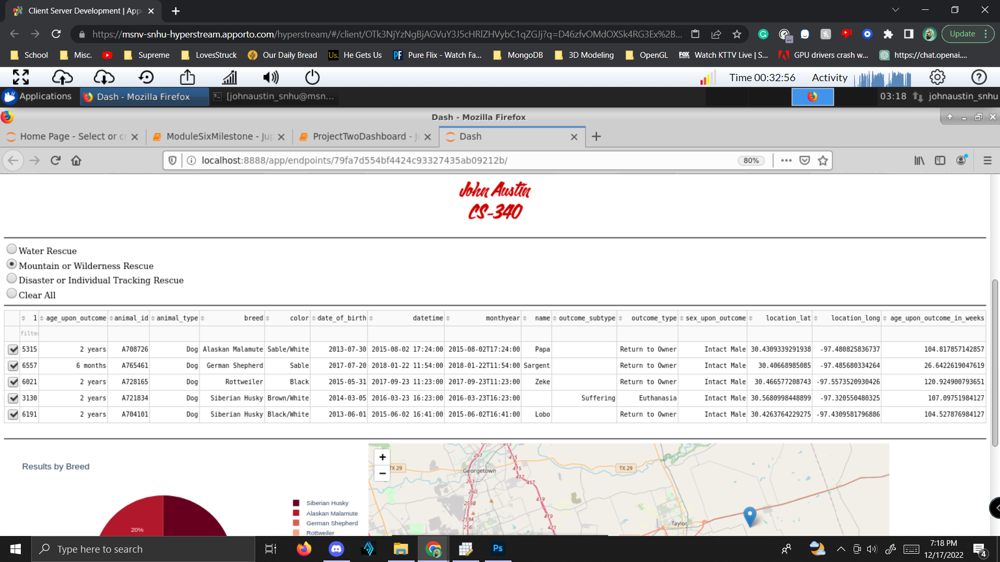 Client Server Development | Appo
https://msnv-snhu-hyperstream.apporto.com/hyperstream/#/client/OTk3NjYzNgBjAGVuY3J5cHRlZHVybC1qZGJj?q=D46zfvOMdOXSk4RG3Ex%2B...
Update
School Misc. Supreme LovesStruck Our Daily Bread Us. He Gets Us PF Pure Flix - Watch Fa... MongoDB 3D Modeling OpenGL FOX Watch KTTV Live | S... GPU drivers crash w... https://chat.openai....
Time 00:32:56 Activity
Applications Dash - Mozilla Firefox [johnaustin_snhu@msn... 03:18 johnaustin_snhu
Dash - Mozilla Firefox
Home Page - Select or cr ModuleSixMilestone - Jup ProjectTwoDashboard - Ju Dash
localhost:8888/app/endpoints/79fa7d554bf4424c93327435ab09212b/ 80%
John Austin
CS-340
Water Rescue
Mountain or Wilderness Rescue
Disaster or Individual Tracking Rescue
Clear All
1 age_upon_outcome animal_id animal_type breed color date_of_birth datetime monthyear name outcome_subtype outcome_type sex_upon_outcome location_lat location_long age_upon_outcome_in_weeks
filte
5315 2 years A708726 Dog Alaskan Malamute Sable/White 2013-07-30 2015-08-02 17:24:00 2015-08-02T17:24:00 Papa Return to Owner Intact Male 30.4309339291938 -97.480825836737 104.817857142857
6557 6 months A765461 Dog German Shepherd Sable 2017-07-20 2018-01-22 11:54:00 2018-01-22T11:54:00 Sargent Return to Owner Intact Male 30.40668985085 -97.485680334264 26.6422619047619
6021 2 years A728165 Dog Rottweiler Black 2015-05-31 2017-09-23 11:23:00 2017-09-23T11:23:00 Zeke Return to Owner Intact Male 30.466577208743 -97.5573520930426 120.924900793651
3130 2 years A721834 Dog Siberian Husky Brown/White 2014-03-05 2016-03-23 16:23:00 2016-03-23T16:23:00 Suffering Euthanasia Intact Male 30.5680998448899 -97.320550480325 107.09751984127
6191 2 years A704101 Dog Siberian Husky Black/White 2013-06-01 2015-06-02 16:41:00 2015-06-02T16:41:00 Lobo Return to Owner Intact Male 30.4263764229275 -97.4309581796886 104.527876984127
Results by Breed
20%
Siberian Husky
Alaskan Malamute
German Shepherd
Rottweiler
+
−
TX 29
TX 29
Georgetown
261
415
417
261
417
260
419
259B
259A
419
256
421
Taylor
Type here to search
Ps
7:18 PM
12/17/2022
4